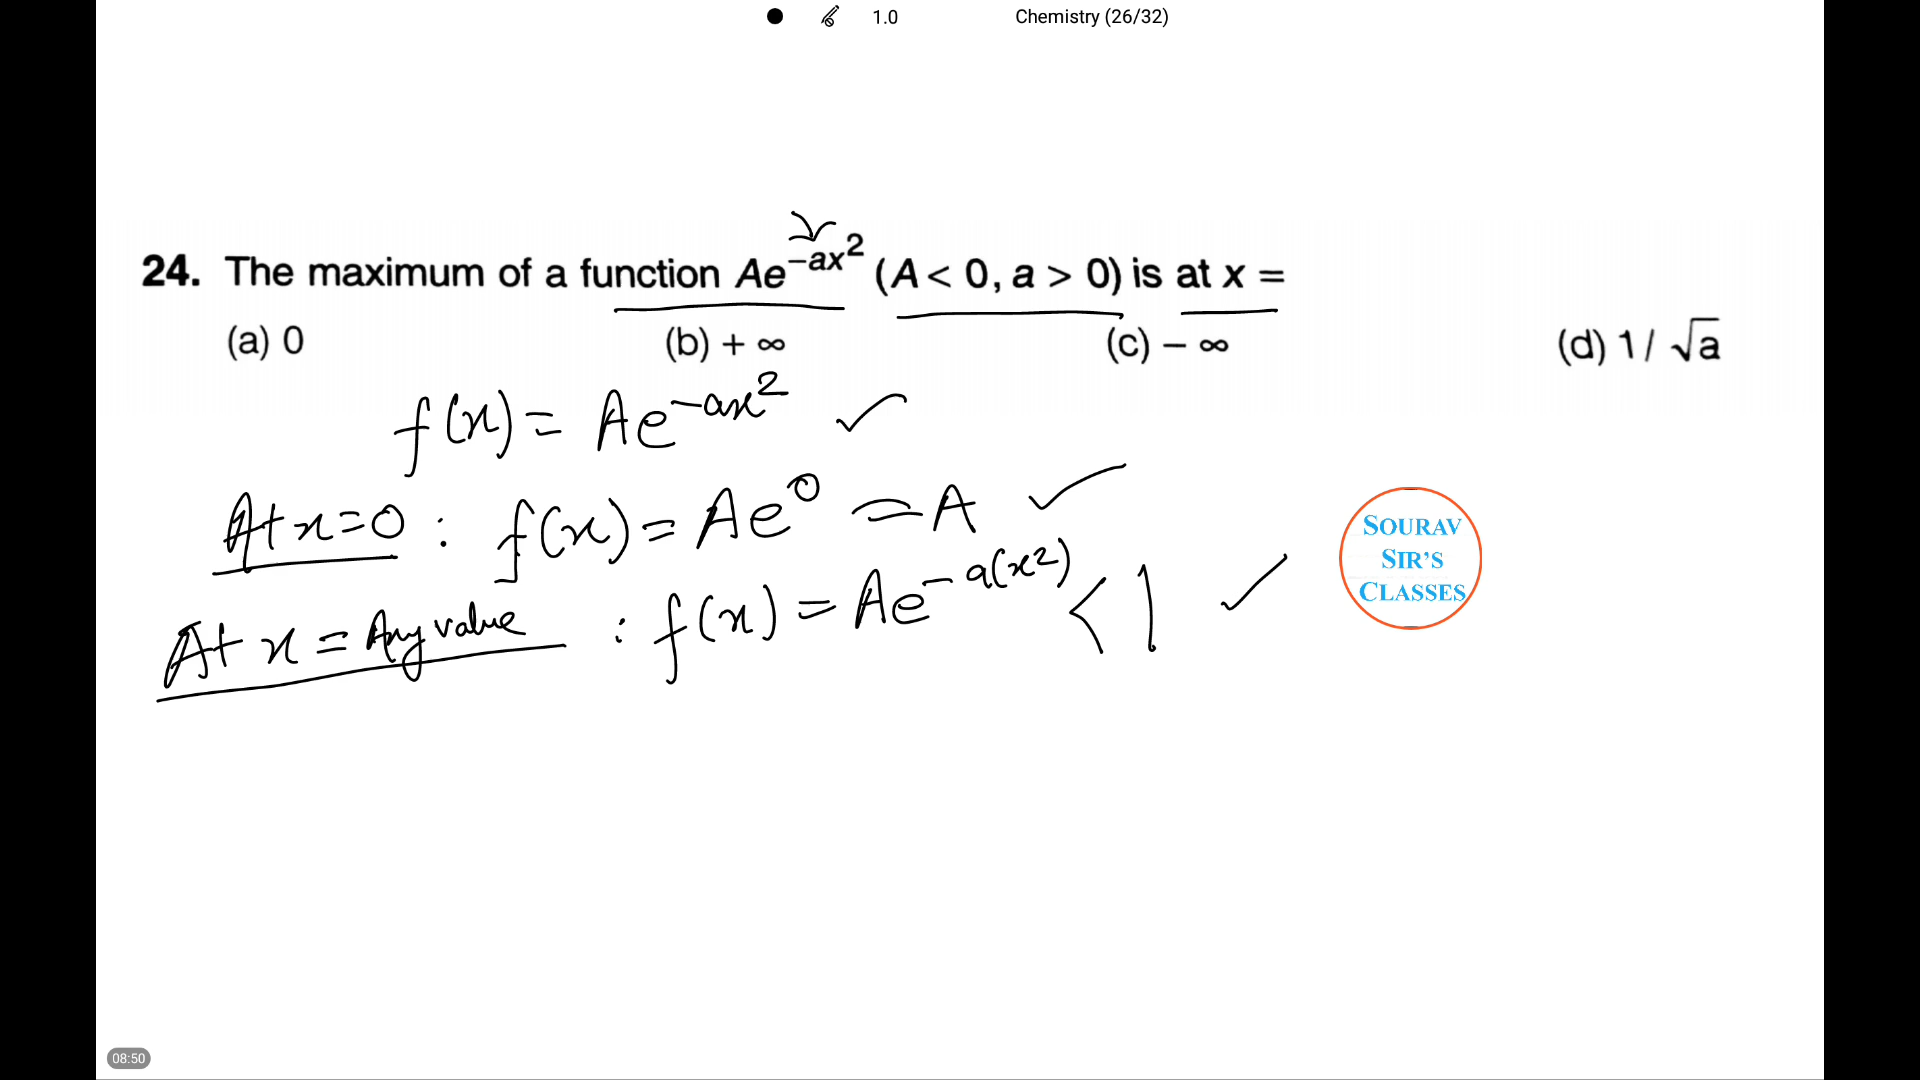 1.0 Chemistry (26/32)
24. The maximum of a function Ae^{-ax^2} (A < 0, a > 0) is at x =
(a) 0 (b) + ∞ (c) – ∞ (d) 1/ √a
f(x) = Ae^{-ax^2} ✓
At x=0 : f(x) = Ae^0 = A ✓
At x = Any value : f(x) = Ae^{-a(x^2)} < 1 ✓
SOURAV
SIR'S
CLASSES
08:50